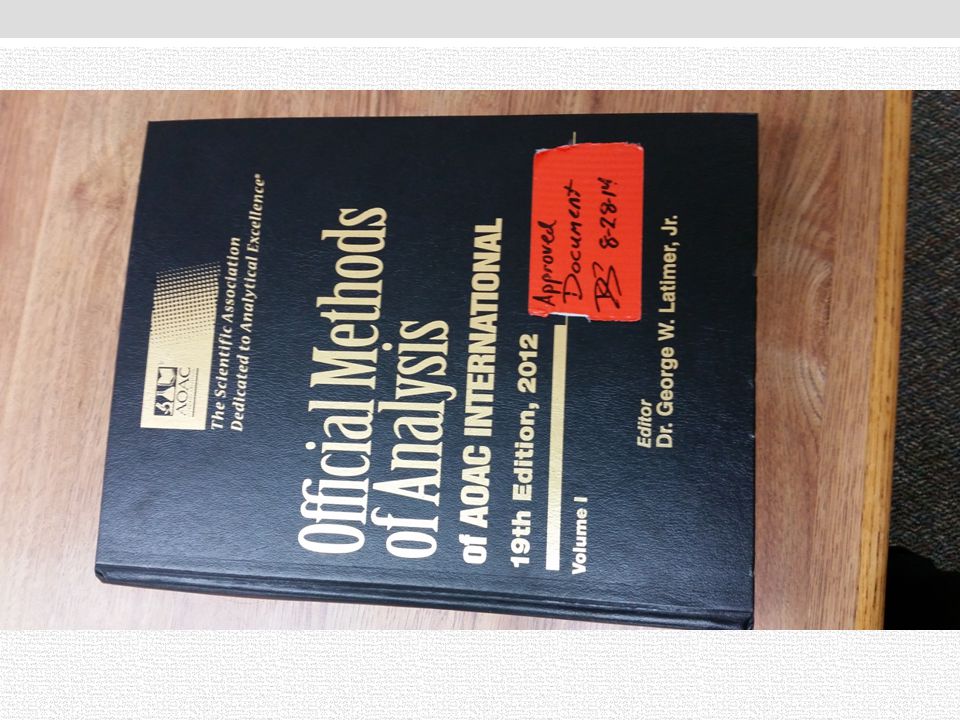 AOAC
The Scientific Association
Dedicated to Analytical Excellence®
Official Methods
of Analysis
of AOAC INTERNATIONAL
19th Edition, 2012
Approved
Document
8-28-14
Volume I
Editor
Dr. George W. Latimer, Jr.